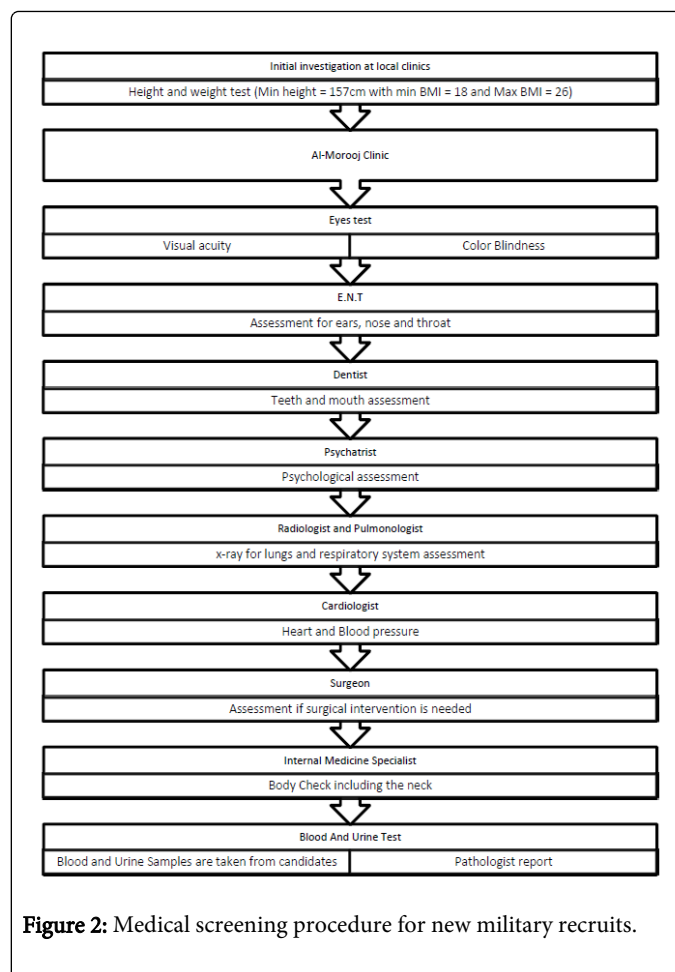 Initial investigation at local clinics
Height and weight test (Min height = 157cm with min BMI = 18 and Max BMI = 26)
Al-Morooj Clinic
Eyes test
Visual acuity
Color Blindness
E.N.T
Assessment for ears, nose and throat
Dentist
Teeth and mouth assessment
Psychatrist
Psychological assessment
Radiologist and Pulmonologist
x-ray for lungs and respiratory system assessment
Cardiologist
Heart and Blood pressure
Surgeon
Assessment if surgical intervention is needed
Internal Medicine Specialist
Body Check including the neck
Blood And Urine Test
Blood and Urine Samples are taken from candidates
Pathologist report
Figure 2: Medical screening procedure for new military recruits.